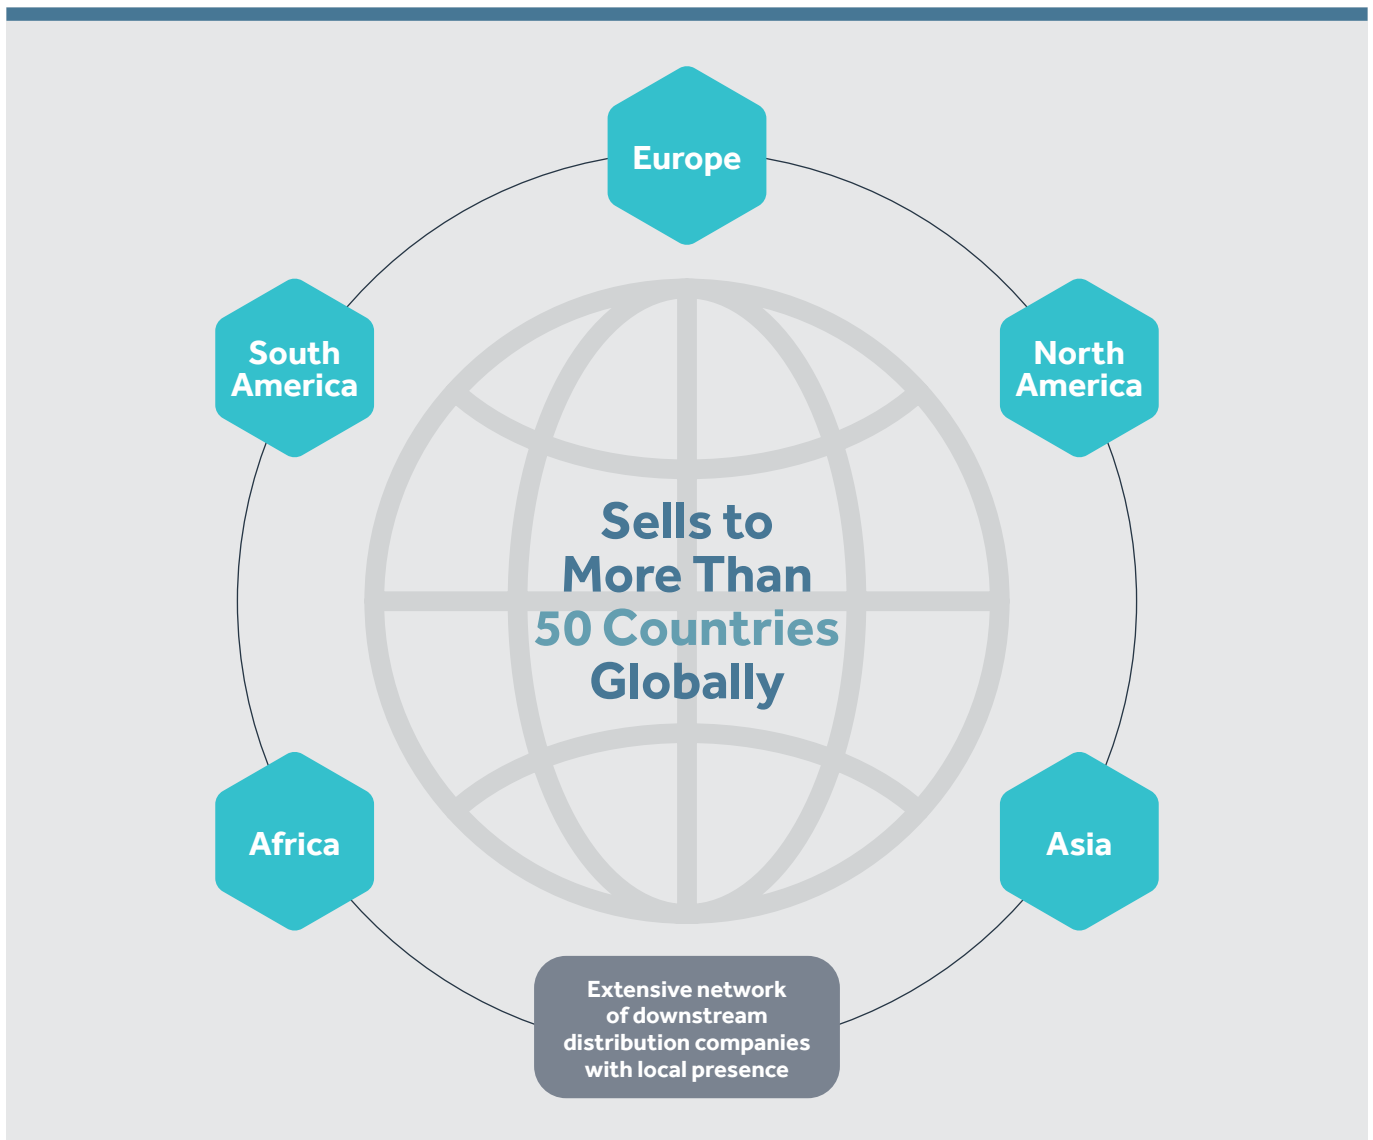 Europe
South
America
North
America
Sells to
More Than
50 Countries
Globally
Africa
Asia
Extensive network
of downstream
distribution companies
with local presence